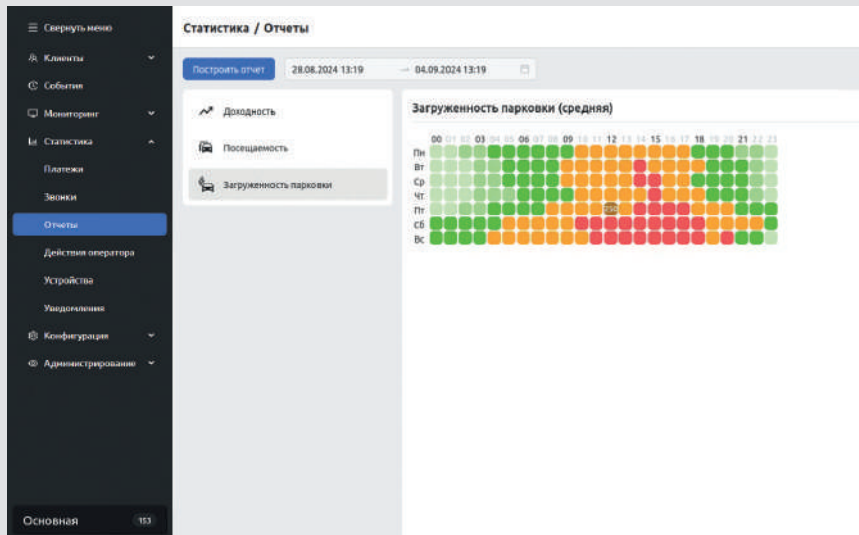 Свернуть меню
Клиенты
События
Мониторинг
Статистика
Платежи
Звонки
Отчеты
Действия оператора
Устройства
Уведомления
Конфигурация
Администрирование
Основная 153
Статистика / Отчеты
Построить отчет 28.08.2024 13:19 → 04.09.2024 13:19
Доходность
Посещаемость
Загруженность парковки
Загруженность парковки (средняя)
00 01 02 03 04 05 06 07 08 09 10 11 12 13 14 15 16 17 18 19 20 21 22 23
Пн
Вт
Ср
Чт
Пт
Сб
Вс